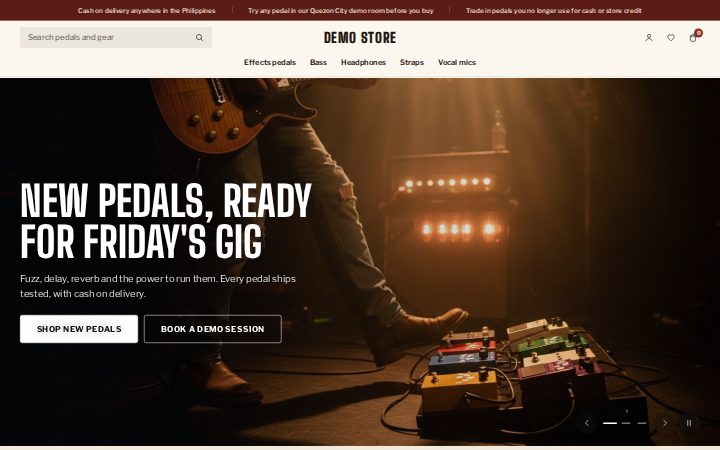 Cash on delivery anywhere in the Philippines
Try any pedal in our Quezon City demo room before you buy
Trade in pedals you no longer use for cash or store credit
Search pedals and gear
DEMO STORE
0
Effects pedals
Bass
Headphones
Straps
Vocal mics
NEW PEDALS, READY
FOR FRIDAY'S GIG
Fuzz, delay, reverb and the power to run them. Every pedal ships
tested, with cash on delivery.
SHOP NEW PEDALS
BOOK A DEMO SESSION